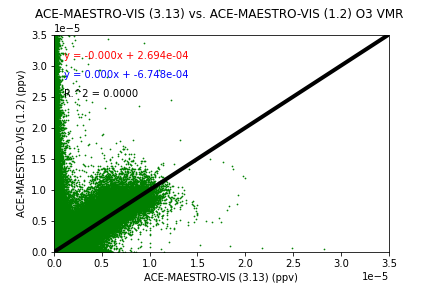 ACE-MAESTRO-VIS (3.13) vs. ACE-MAESTRO-VIS (1.2) O3 VMR
1e−5
3.5
3.0
2.5
2.0
1.5
1.0
0.5
0.0
ACE-MAESTRO-VIS (1.2) (ppv)
y = -0.000x + 2.694e-04
y = 0.000x + -6.748e-04
R^2 = 0.0000
0.0 0.5 1.0 1.5 2.0 2.5 3.0 3.5
ACE-MAESTRO-VIS (3.13) (ppv)
1e−5